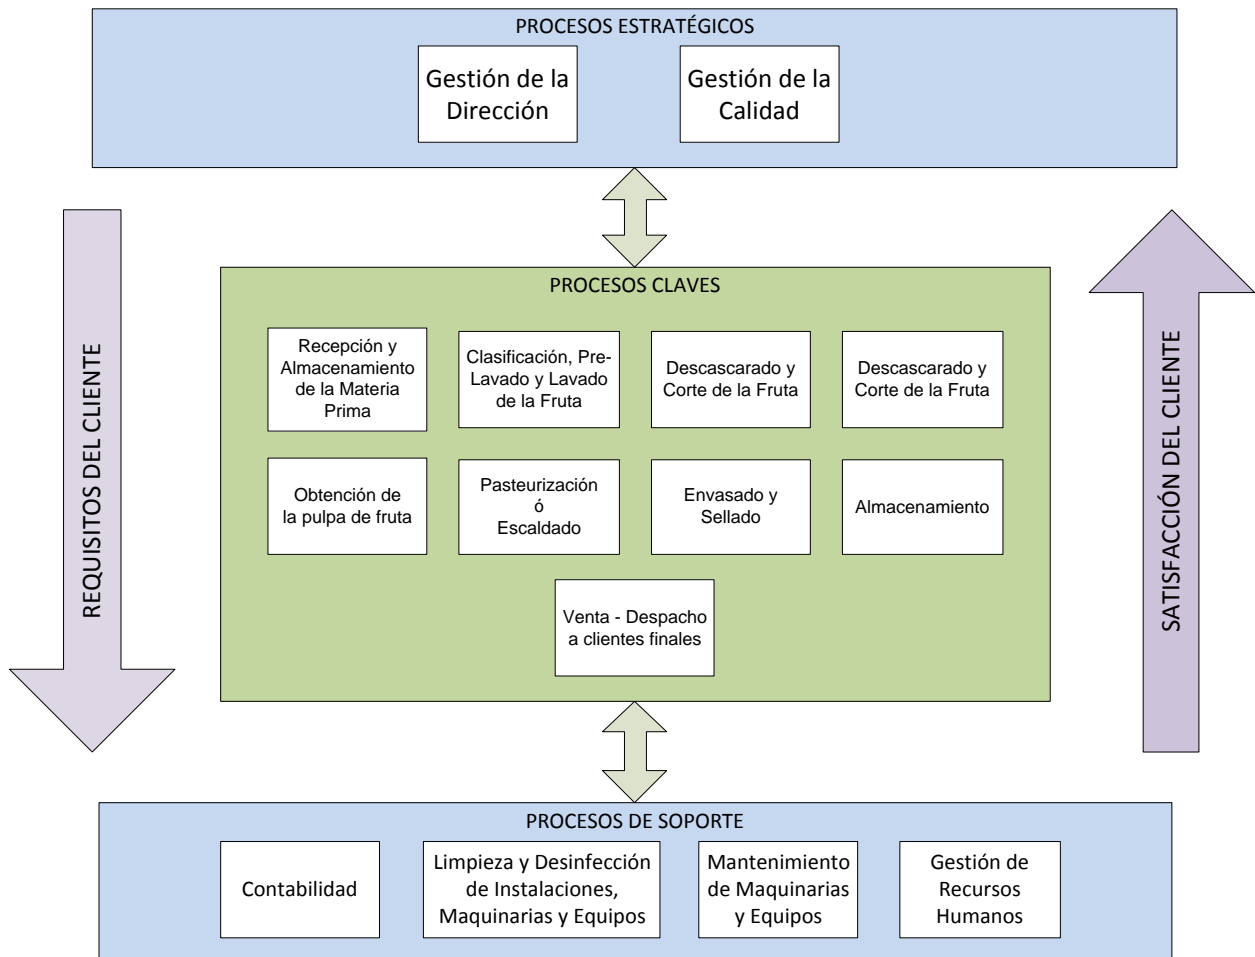 PROCESOS ESTRATÉGICOS
Gestión de la
Dirección
Gestión de la
Calidad
REQUISITOS DEL CLIENTE
PROCESOS CLAVES
Recepción y
Almacenamiento
de la Materia
Prima
Clasificación, Pre-
Lavado y Lavado
de la Fruta
Descascarado y
Corte de la Fruta
Descascarado y
Corte de la Fruta
Obtención de
la pulpa de fruta
Pasteurización
ó
Escaldado
Envasado y
Sellado
Almacenamiento
Venta - Despacho
a clientes finales
SATISFACCIÓN DEL CLIENTE
PROCESOS DE SOPORTE
Contabilidad
Limpieza y Desinfección
de Instalaciones,
Maquinarias y Equipos
Mantenimiento
de Maquinarias
y Equipos
Gestión de
Recursos
Humanos